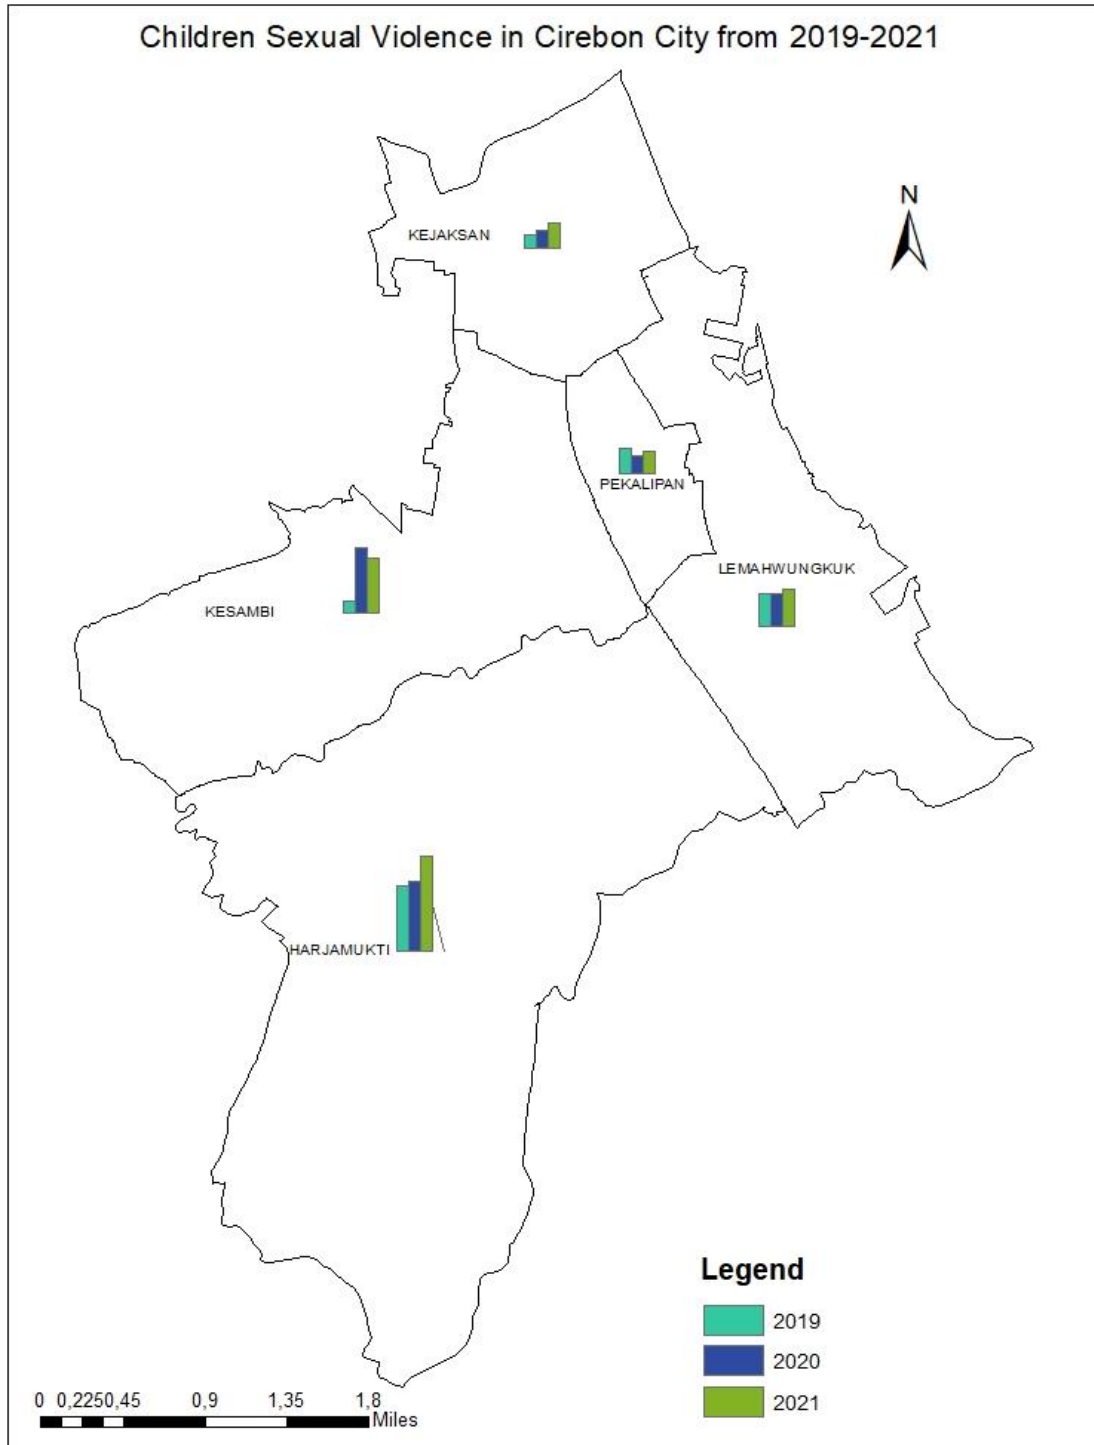 Children Sexual Violence in Cirebon City from 2019-2021
N
KEJAKSAN
PEKALIPAN
LEMAHWUNGKUK
KESAMBI
HARJAMUKTI
Legend
2019
2020
2021
0 0,2250,45 0,9 1,35 1,8
Miles